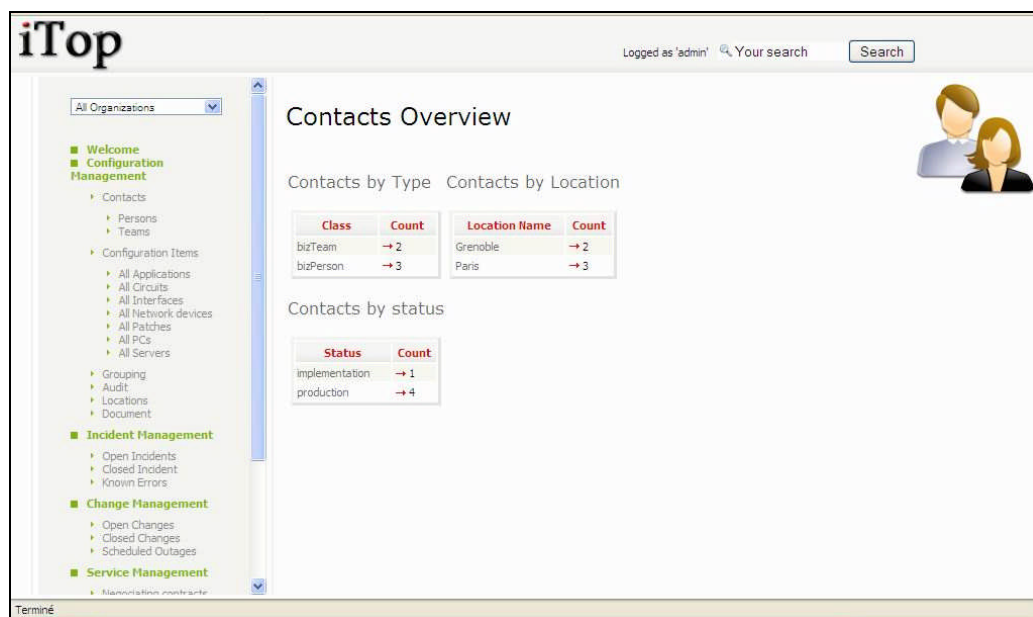 iTop
Logged as 'admin' Your search Search
All Organizations
Welcome
Configuration
Management
Contacts
Persons
Teams
Configuration Items
All Applications
All Circuits
All Interfaces
All Network devices
All Patches
All PCs
All Servers
Grouping
Audit
Locations
Document
Incident Management
Open Incidents
Closed Incident
Known Errors
Change Management
Open Changes
Closed Changes
Scheduled Outages
Service Management
Negociating contracts
Contacts Overview
Contacts by Type Contacts by Location
Class Count Location Name Count
bizTeam → 2 Grenoble → 2
bizPerson → 3 Paris → 3
Contacts by status
Status Count
implementation → 1
production → 4
Terminé